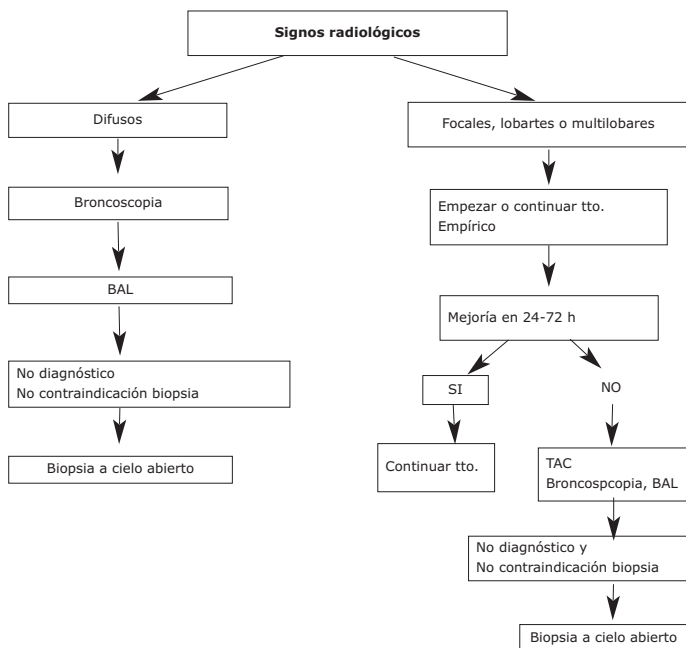 Signos radiológicos
Difusos
Broncoscopia
BAL
No diagnóstico
No contraindicación biopsia
Biopsia a cielo abierto
Focales, lobartes o multilobares
Empezar o continuar tto.
Empírico
Mejoría en 24-72 h
SI
NO
Continuar tto.
TAC
Broncospcopia, BAL
No diagnóstico y
No contraindicación biopsia
Biopsia a cielo abierto